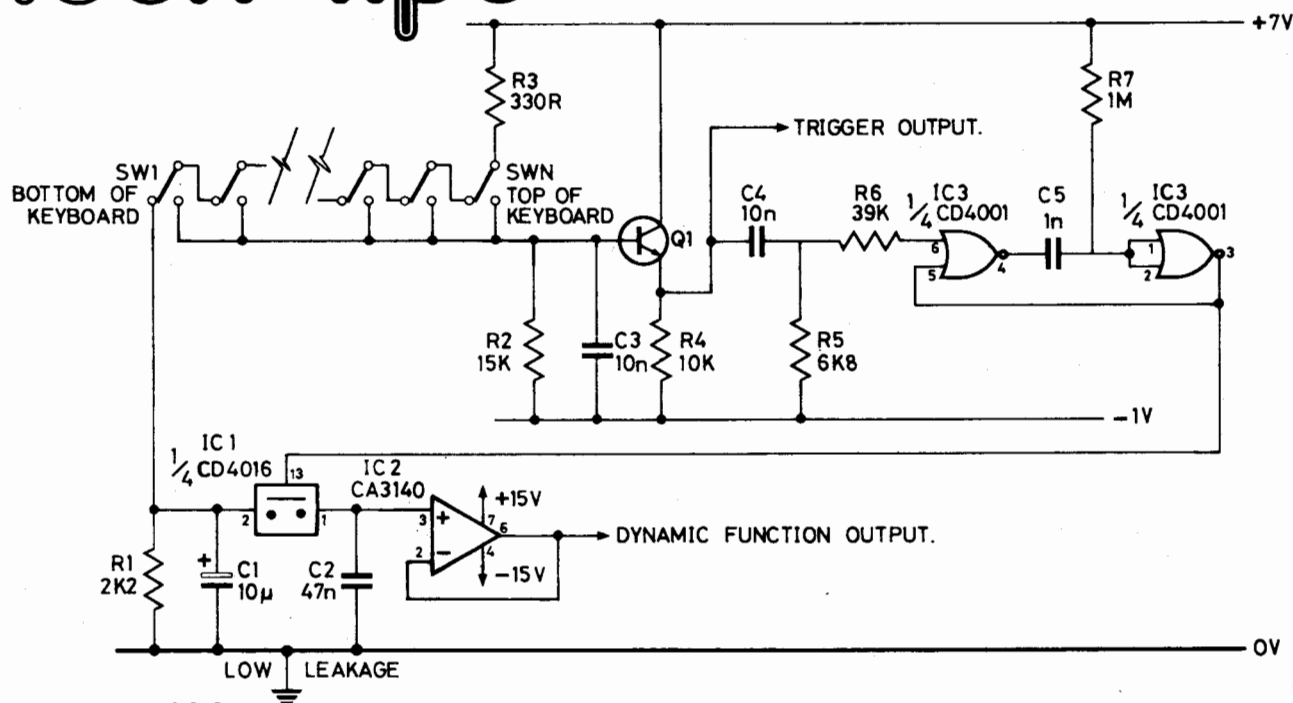 +7V
R3
330R
R7
1M
TRIGGER OUTPUT.
SW1
BOTTOM OF
KEYBOARD
SWN
TOP OF
KEYBOARD
Q1
C4
10n
R6
39K
IC3
1/4 CD4001
6
5
4
C5
1n
IC3
1/4 CD4001
1
2
3
R2
15K
C3
10n
R4
10K
R5
6K8
-1V
IC1
1/4 CD4016
13
2
1
IC2
CA3140
+15V
3
+
7
6
2
-
4
-15V
DYNAMIC FUNCTION OUTPUT.
R1
2K2
+
C1
10μ
C2
47n
0V
LOW LEAKAGE